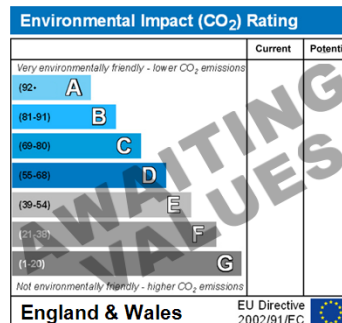 Environmental Impact (CO₂) Rating
Current Potenti
Very environmentally friendly - lower CO₂ emissions
(92- A
(81-91) B
(69-80) C
(55-68) D
(39-54) E
(21-38) F
(1-20) G
AWAITING
VALUES
Not environmentally friendly - higher CO₂ emissions
England & Wales
EU Directive
2002/91/EC